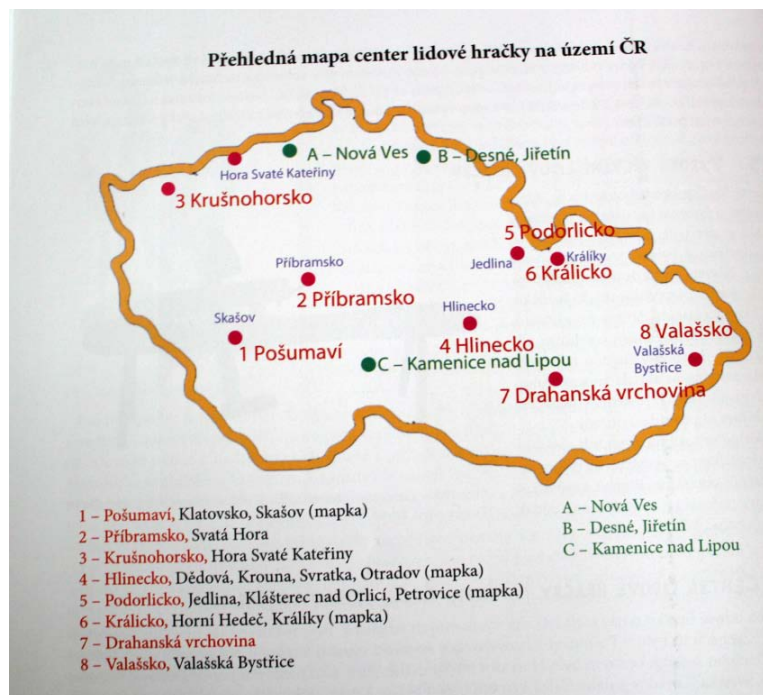 Přehledná mapa center lidové hračky na území ČR
A – Nová Ves
B – Desné, Jiřetín
Hora Svaté Kateřiny
3 Krušnohorsko
5 Podorlicko
Jedlina
Králíky
6 Králicko
Příbramsko
2 Příbramsko
Hlinecko
4 Hlinecko
Skašov
1 Pošumaví
8 Valašsko
Valašská
Bystřice
C – Kamenice nad Lipou
7 Drahanská vrchovina
1 – Pošumaví, Klatovsko, Skašov (mapka)
2 – Příbramsko, Svatá Hora
3 – Krušnohorsko, Hora Svaté Kateřiny
4 – Hlinecko, Dědová, Krouna, Svratka, Otradov (mapka)
5 – Podorlicko, Jedlina, Klášterec nad Orlicí, Petrovice (mapka)
6 – Králicko, Horní Hedeč, Králíky (mapka)
7 – Drahanská vrchovina
8 – Valašsko, Valašská Bystřice
A – Nová Ves
B – Desné, Jiřetín
C – Kamenice nad Lipou